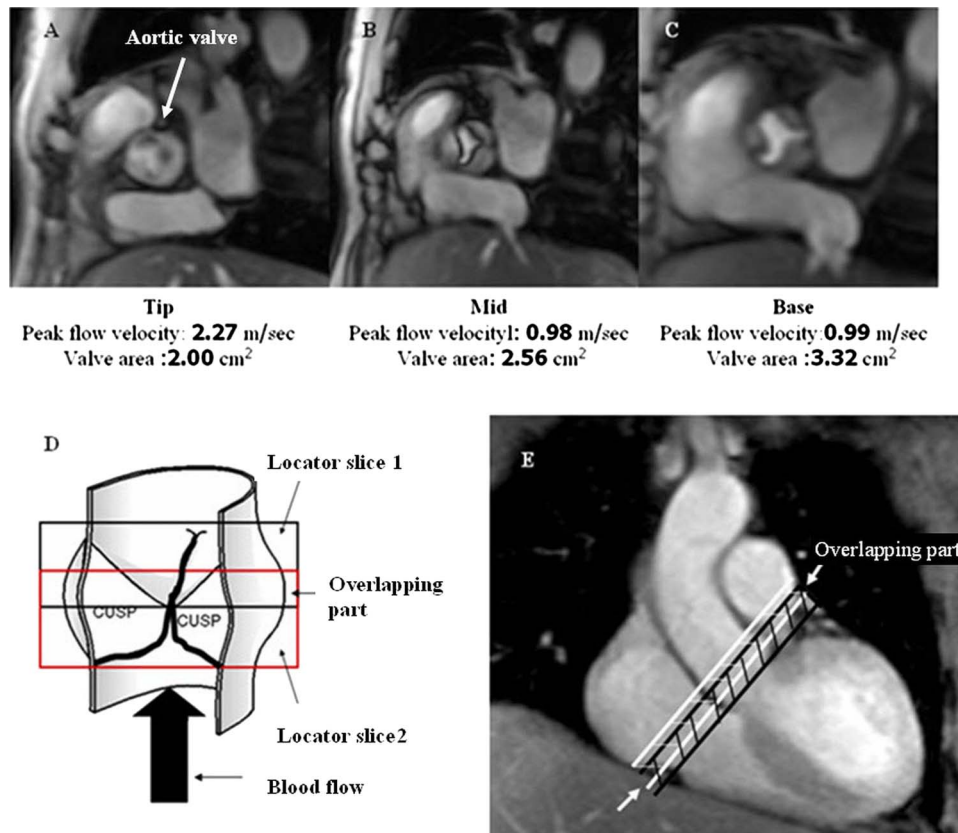 A
Aortic valve
B
C
Tip
Peak flow velocity: 2.27 m/sec
Valve area :2.00 cm²
Mid
Peak flow velocityl: 0.98 m/sec
Valve area: 2.56 cm²
Base
Peak flow velocity:0.99 m/sec
Valve area :3.32 cm²
D
Locator slice 1
Overlapping
part
CUSP
CUSP
Locator slice2
Blood flow
E
Overlapping part